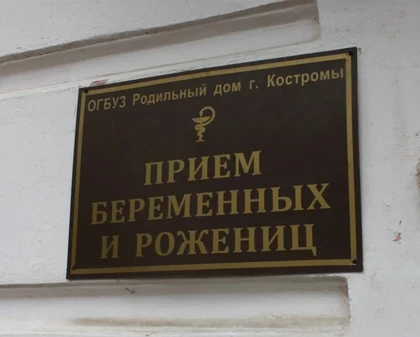 ОГБУЗ Родильный дом г. Костромы
ПРИЕМ
БЕРЕМЕННЫХ
И РОЖЕНИЦ